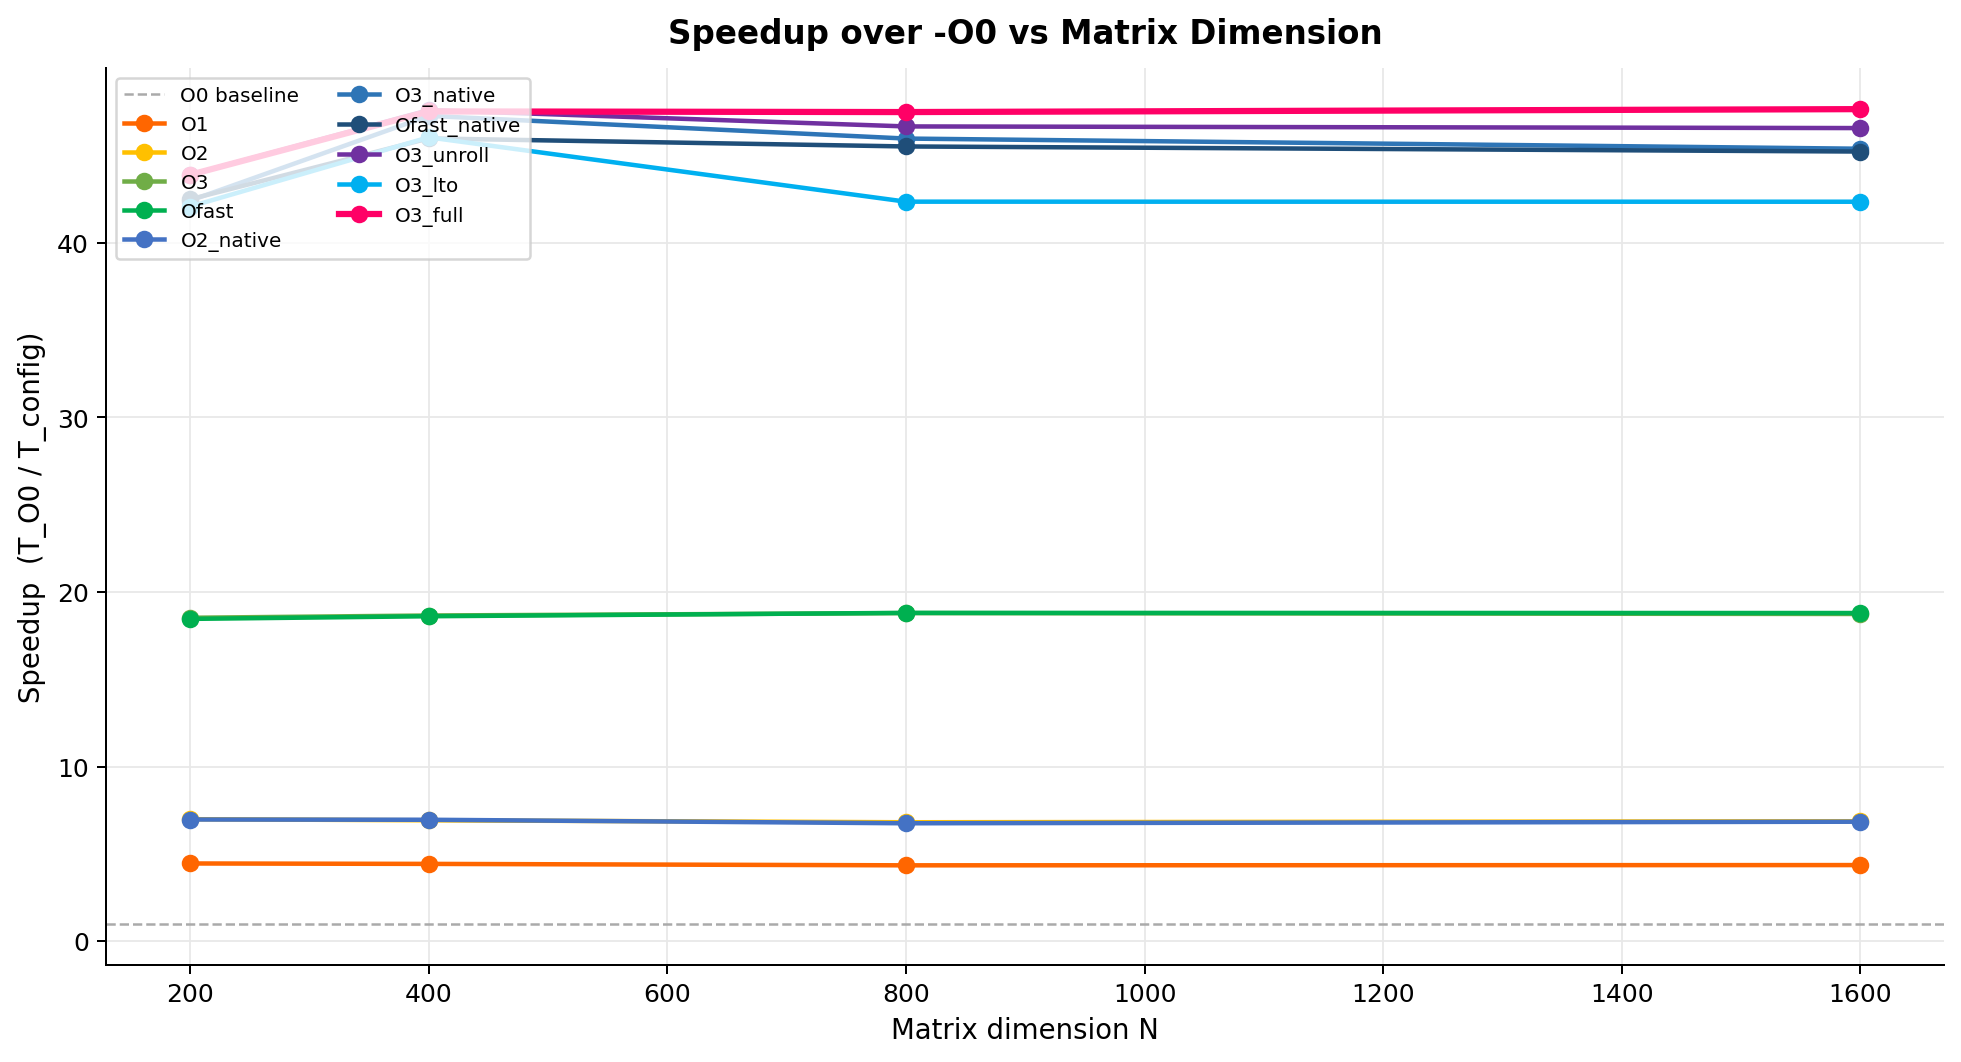 Speedup over -O0 vs Matrix Dimension
O0 baseline
O1
O2
O3
Ofast
O2_native
O3_native
Ofast_native
O3_unroll
O3_lto
O3_full
Speedup  (T_O0 / T_config)
40
30
20
10
0
200
400
600
800
1000
1200
1400
1600
Matrix dimension N